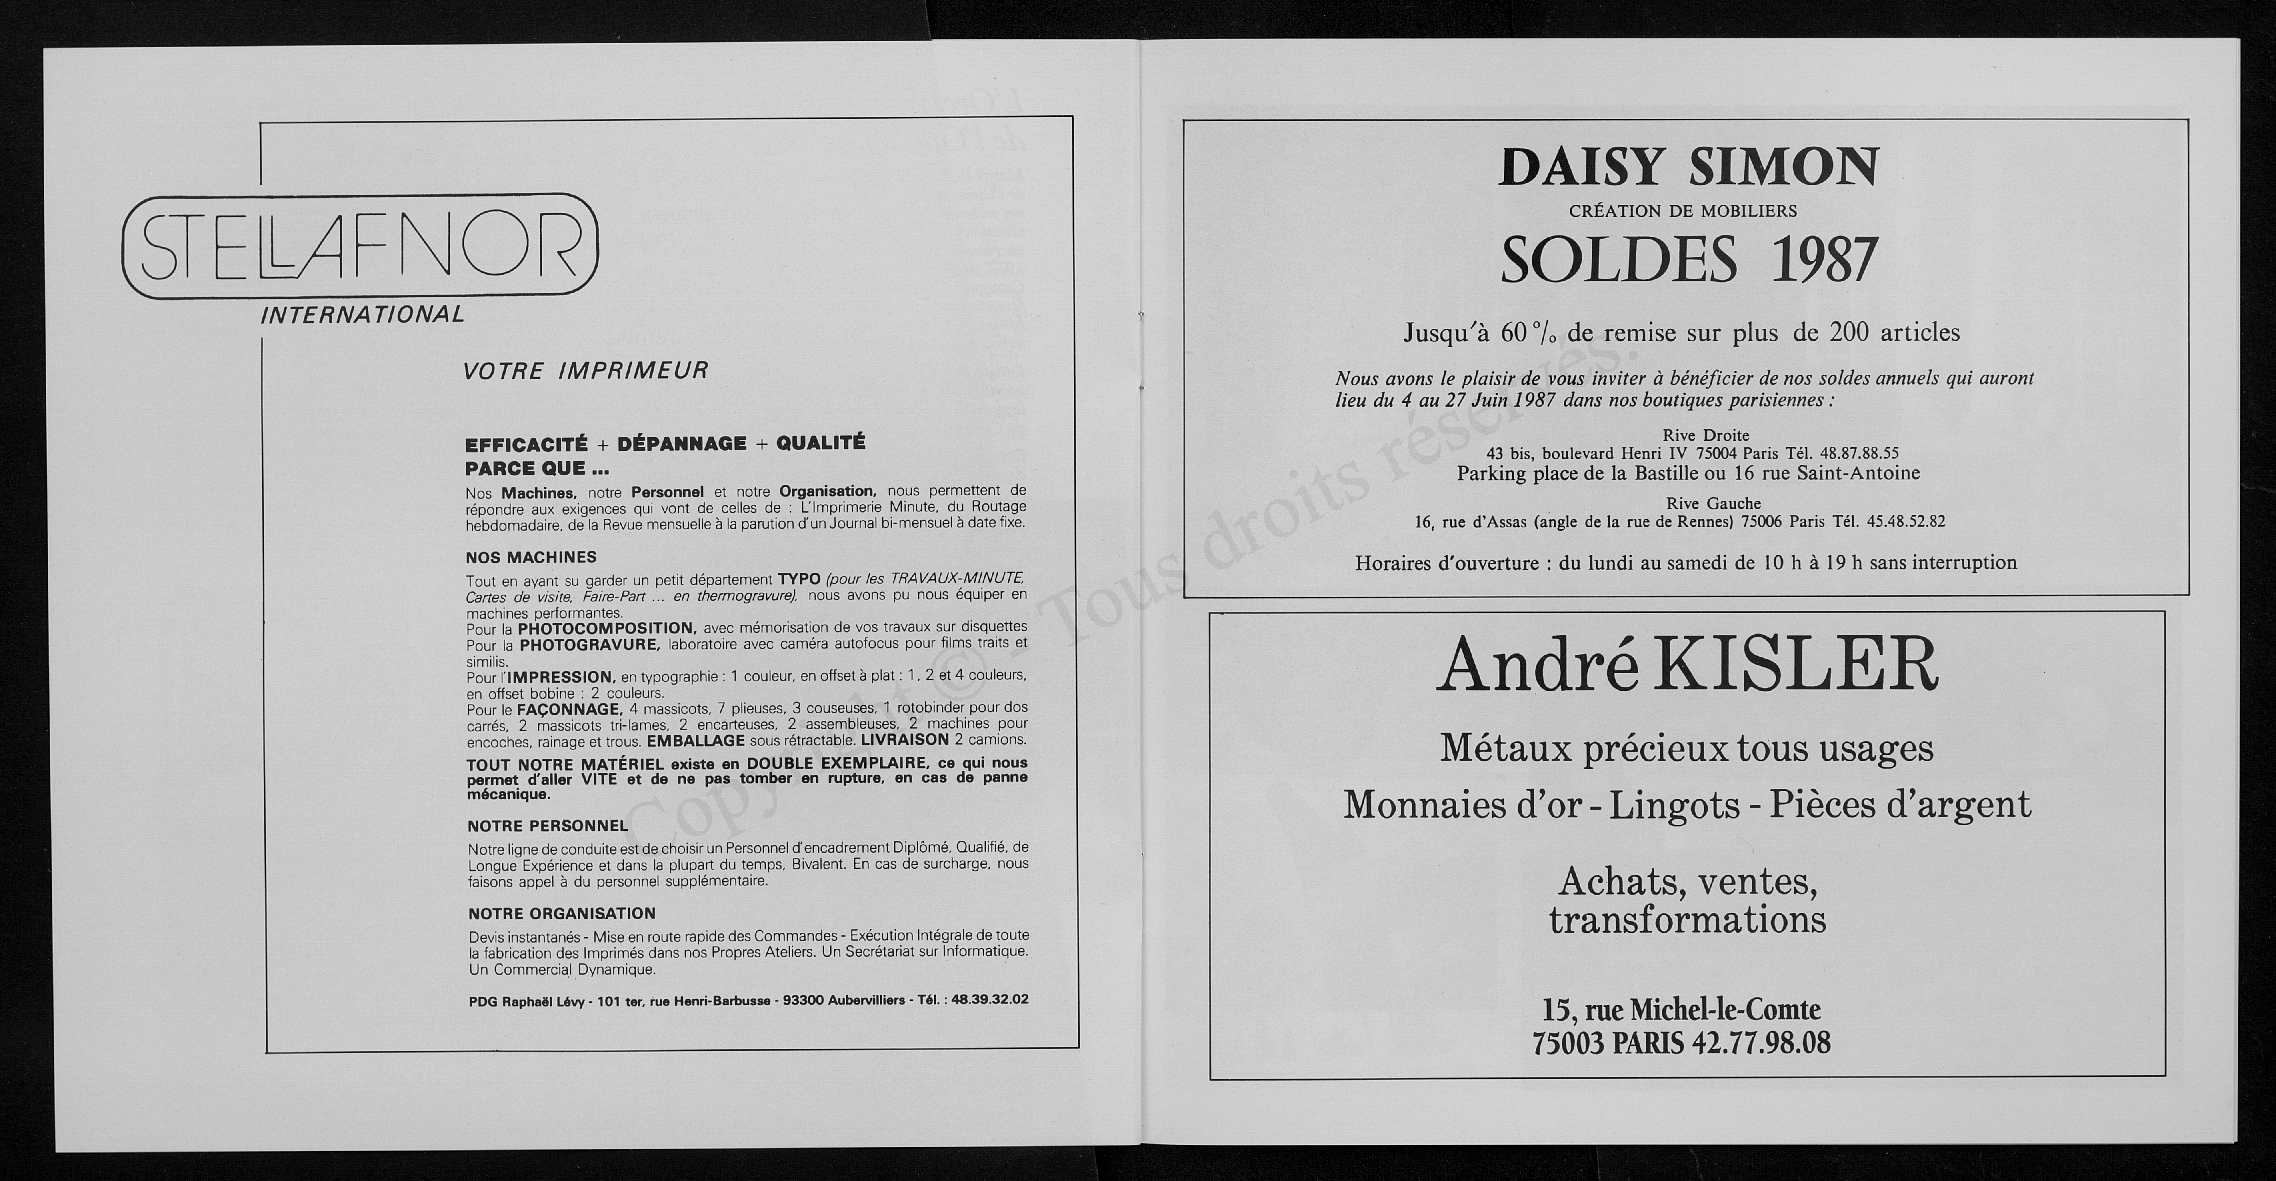 STELLAFNOR
INTERNATIONAL
VOTRE IMPRIMEUR
EFFICACITÉ + DÉPANNAGE + QUALITÉ
PARCE QUE ...
Nos Machines, notre Personnel et notre Organisation, nous permettent de
répondre aux exigences qui vont de celles de : L'Imprimerie Minute, du Routage
hebdomadaire, de la Revue mensuelle à la parution d'un Journal bi-mensuel à date fixe.
NOS MACHINES
Tout en ayant su garder un petit département TYPO (pour les TRAVAUX-MINUTE,
Cartes de visite, Faire-Part ... en thermogravure), nous avons pu nous équiper en
machines performantes.
Pour la PHOTOCOMPOSITION, avec mémorisation de vos travaux sur disquettes
Pour la PHOTOGRAVURE, laboratoire avec caméra autofocus pour films traits et
similis.
Pour l'IMPRESSION, en typographie : 1 couleur, en offset à plat : 1, 2 et 4 couleurs,
en offset bobine : 2 couleurs.
Pour le FAÇONNAGE, 4 massicots, 7 plieuses, 3 couseuses, 1 rotobinder pour dos
carrés, 2 massicots tri-lames, 2 encarteuses, 2 assembleuses, 2 machines pour
encoches, rainage et trous. EMBALLAGE sous rétractable. LIVRAISON 2 camions.
TOUT NOTRE MATÉRIEL existe en DOUBLE EXEMPLAIRE, ce qui nous
permet d'aller VITE et de ne pas tomber en rupture, en cas de panne
mécanique.
NOTRE PERSONNEL
Notre ligne de conduite est de choisir un Personnel d'encadrement Diplômé, Qualifié, de
Longue Expérience et dans la plupart du temps, Bivalent. En cas de surcharge, nous
faisons appel à du personnel supplémentaire.
NOTRE ORGANISATION
Devis instantanés - Mise en route rapide des Commandes - Exécution Intégrale de toute
la fabrication des Imprimés dans nos Propres Ateliers. Un Secrétariat sur Informatique.
Un Commercial Dynamique.
PDG Raphaël Lévy - 101 ter, rue Henri-Barbusse - 93300 Aubervilliers - Tél. : 48.39.32.02
DAISY SIMON
CRÉATION DE MOBILIERS
SOLDES 1987
Jusqu'à 60 % de remise sur plus de 200 articles
Nous avons le plaisir de vous inviter à bénéficier de nos soldes annuels qui auront
lieu du 4 au 27 Juin 1987 dans nos boutiques parisiennes :
Rive Droite
43 bis, boulevard Henri IV 75004 Paris Tél. 48.87.88.55
Parking place de la Bastille ou 16 rue Saint-Antoine
Rive Gauche
16, rue d'Assas (angle de la rue de Rennes) 75006 Paris Tél. 45.48.52.82
Horaires d'ouverture : du lundi au samedi de 10 h à 19 h sans interruption
André KISLER
Métaux précieux tous usages
Monnaies d'or - Lingots - Pièces d'argent
Achats, ventes,
transformations
15, rue Michel-le-Comte
75003 PARIS 42.77.98.08
Copyright © - Tous droits réservés.